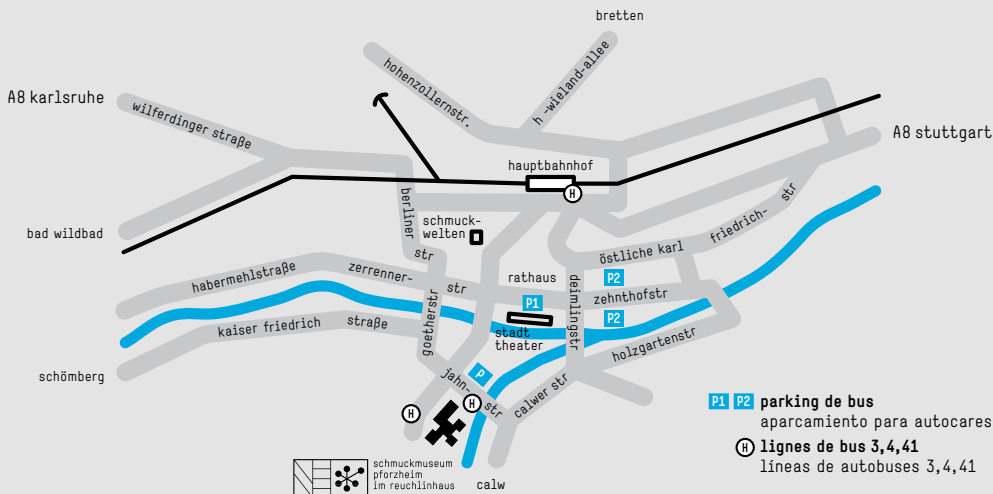 bretten
A8 karlsruhe
hohenzollernstr.
h -wieland-allee
wilferdinger straße
A8 stuttgart
hauptbahnhof
H
berliner
str
schmuck-
welten
friedrich-
str
bad wildbad
östliche karl
habermehlstraße
zerrenner-
str
rathaus
P1
P2
zehnthofstr
deimlingstr
P2
kaiser friedrich
straße
goetherstr
stadt
theater
holzgartenstr
schömberg
jahn-
str
P
calwer str
H
H
P1 P2 parking de bus
aparcamiento para autocares
H lignes de bus 3,4,41
líneas de autobuses 3,4,41
schmuckmuseum
pforzheim
im reuchlinhaus
calw